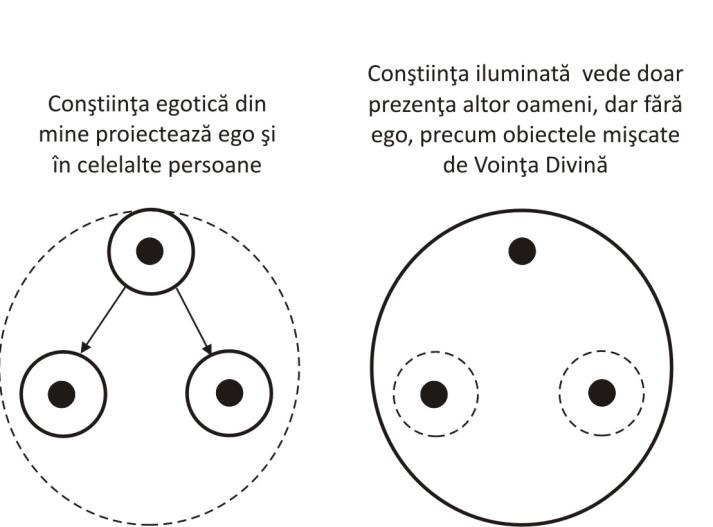 Conştiinţa egotică din
mine proiectează ego şi
în celelalte persoane
Conştiinţa iluminată vede doar
prezenţa altor oameni, dar fără
ego, precum obiectele mişcate
de Voinţa Divină